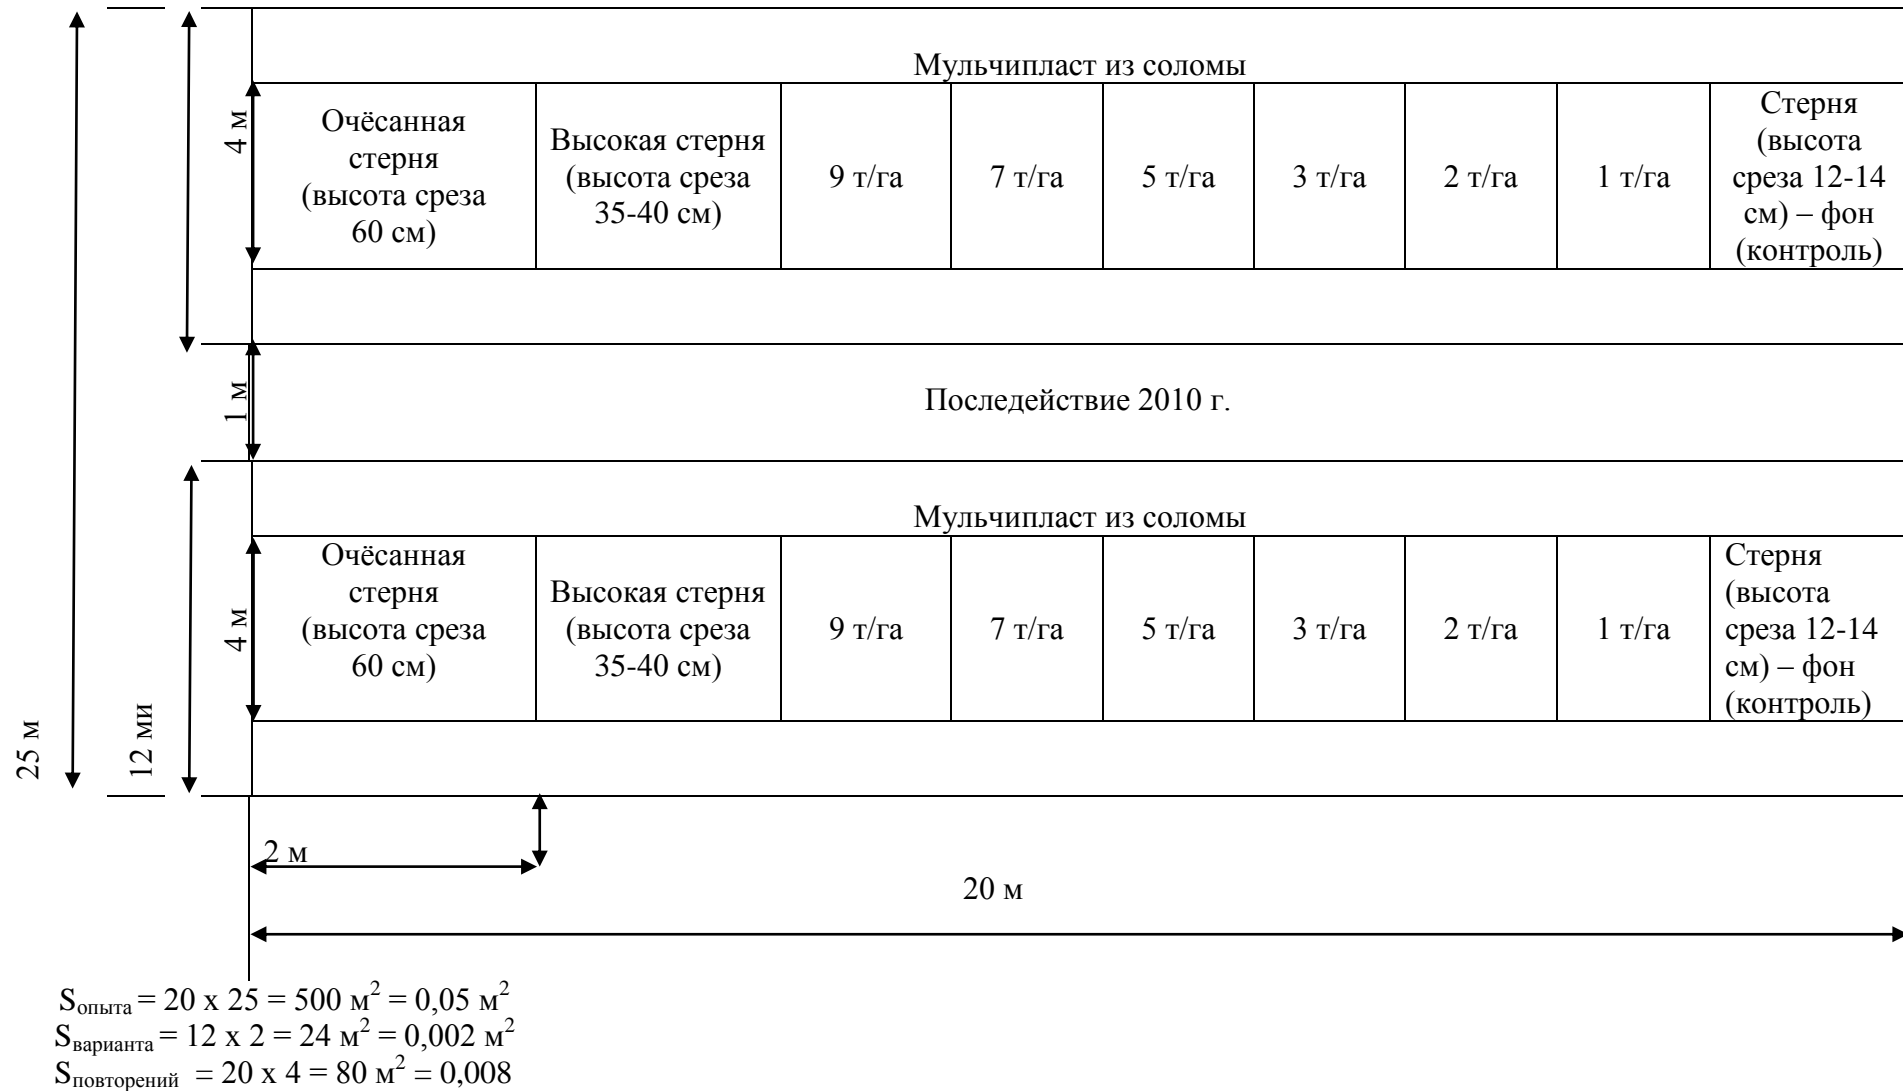 Мульчипласт из соломы
4 м
Очёсанная
стерня
(высота среза
60 см)
Высокая стерня
(высота среза
35-40 см)
9 т/га
7 т/га
5 т/га
3 т/га
2 т/га
1 т/га
Стерня
(высота
среза 12-14
см) – фон
(контроль)
1 м
Последействие 2010 г.
Мульчипласт из соломы
4 м
Очёсанная
стерня
(высота среза
60 см)
Высокая стерня
(высота среза
35-40 см)
9 т/га
7 т/га
5 т/га
3 т/га
2 т/га
1 т/га
Стерня
(высота
среза 12-14
см) – фон
(контроль)
25 м
12 ми
2 м
20 м
Sопыта = 20 х 25 = 500 м² = 0,05 м²
Sварианта = 12 х 2 = 24 м² = 0,002 м²
Sповторений = 20 х 4 = 80 м² = 0,008